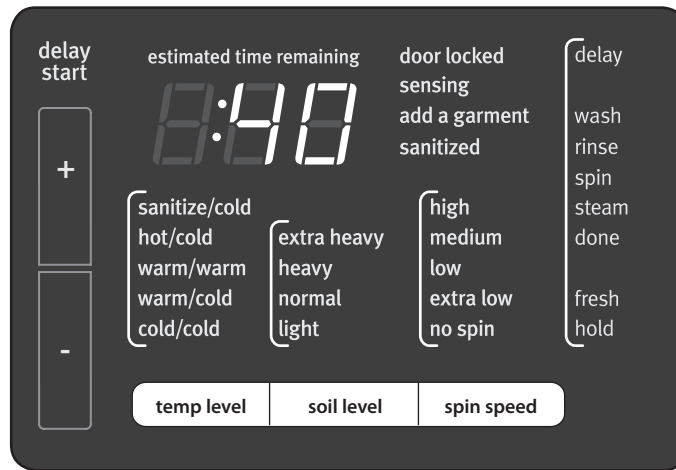 delay
start
+
-
estimated time remaining
:40
door locked
sensing
add a garment
sanitized
delay
wash
rinse
spin
steam
done
fresh
hold
sanitize/cold
hot/cold
warm/warm
warm/cold
cold/cold
extra heavy
heavy
normal
light
high
medium
low
extra low
no spin
temp level
soil level
spin speed